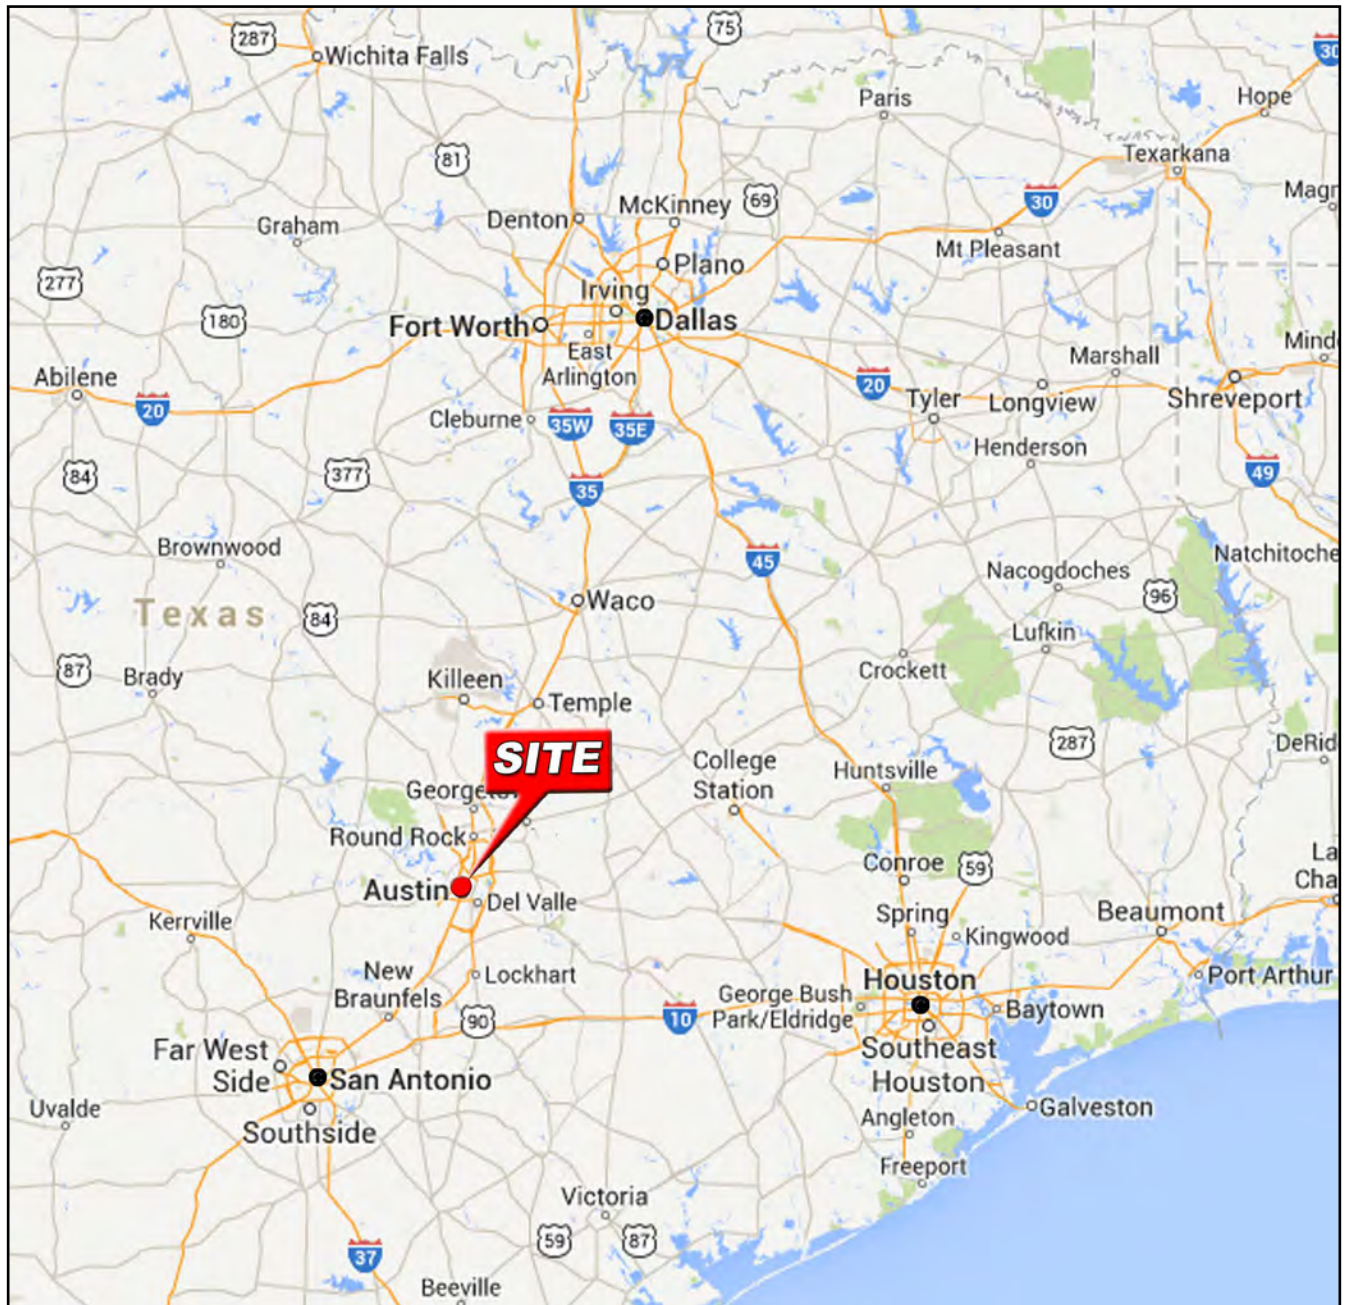 75
287
Wichita Falls
30
Paris
Hope
81
Texarkana
McKinney
69
30
Magn
Denton
Graham
Mt Pleasant
Plano
277
Irving
180
Fort Worth
Dallas
Mind
East
Arlington
Marshall
Abilene
20
20
Tyler
Longview
Shreveport
Cleburne
35W
35E
Henderson
84
377
49
35
Brownwood
45
Natchitoche
Nacogdoches
96
Texas
84
Waco
Lufkin
87
Brady
Crockett
Killeen
Temple
SITE
287
DeRid
College
Station
Huntsville
Georgeto
Round Rock
Conroe
59
La
Cha
Austin
Del Valle
Kerrville
Spring
Beaumont
Kingwood
New
Braunfels
Lockhart
Houston
Port Arthur
George Bush
Park/Eldridge
90
10
Baytown
Far West
Side
Southeast
Houston
San Antonio
Uvalde
Galveston
Angleton
Southside
Freeport
Victoria
59
87
37
Beeville